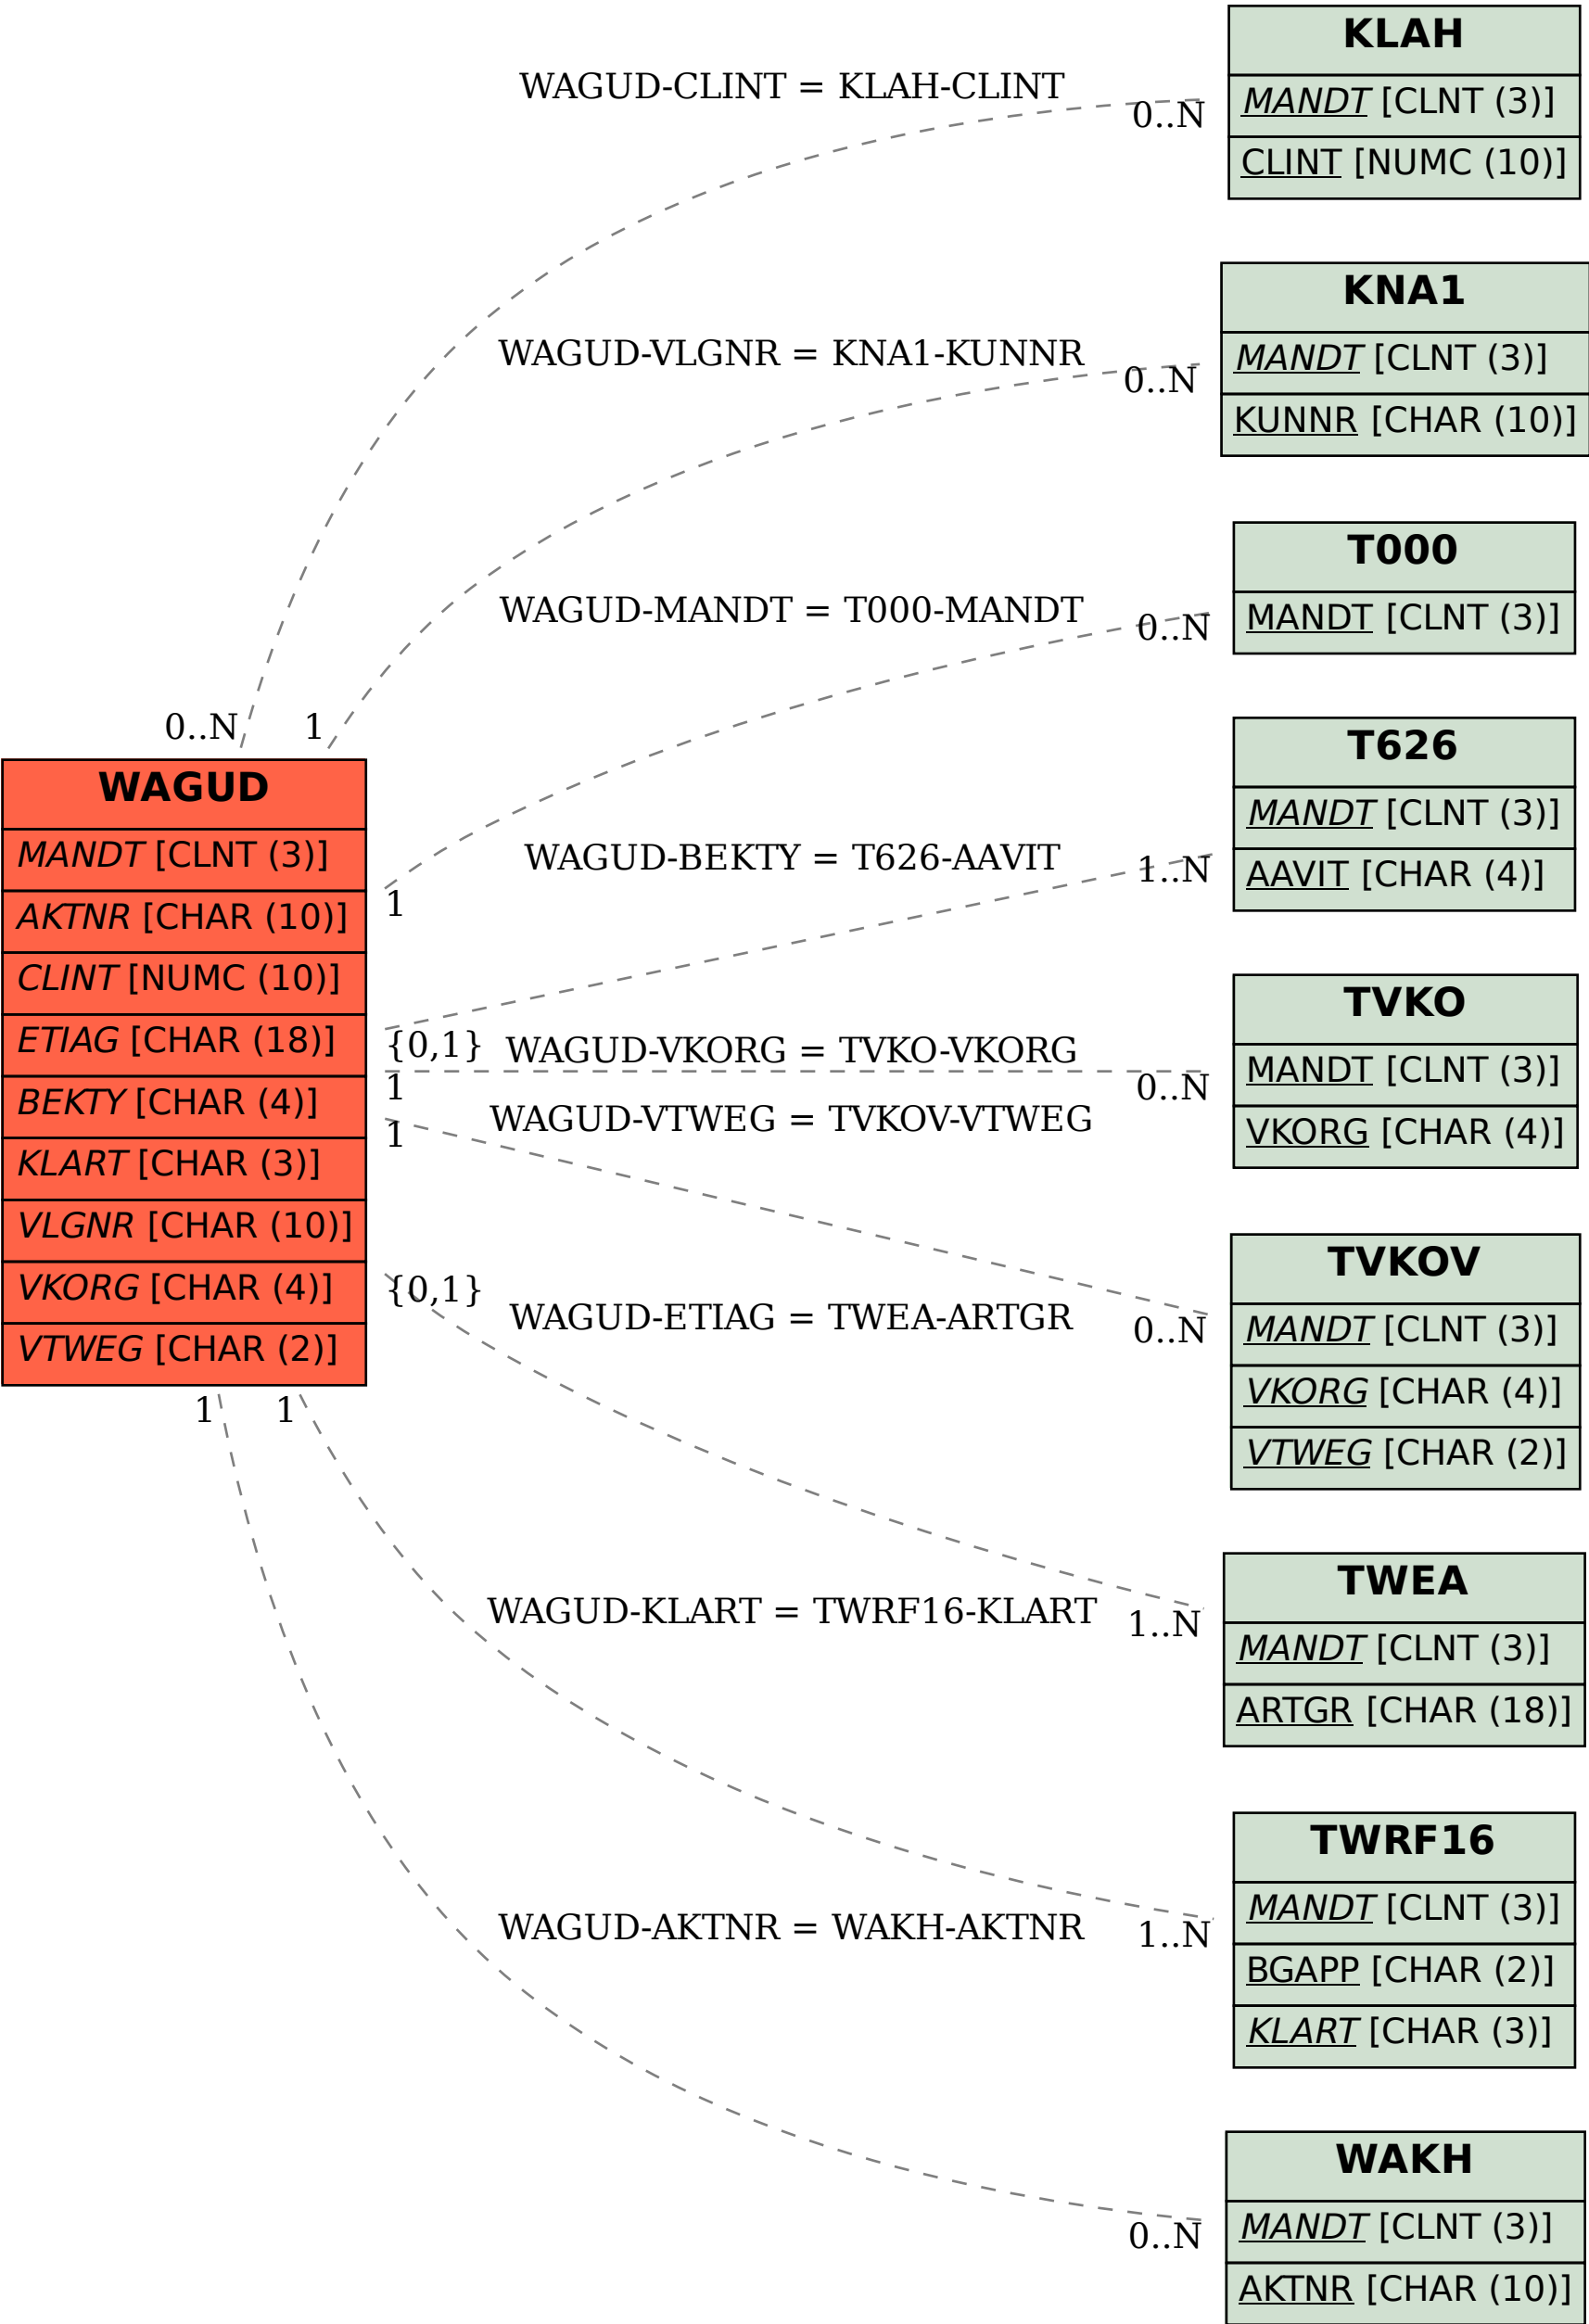 KLAH
MANDT [CLNT (3)]
CLINT [NUMC (10)]
WAGUD-CLINT = KLAH-CLINT
0..N
0..N
KNA1
MANDT [CLNT (3)]
KUNNR [CHAR (10)]
WAGUD-VLGNR = KNA1-KUNNR
0..N
1
T000
MANDT [CLNT (3)]
WAGUD-MANDT = T000-MANDT
0..N
1
T626
MANDT [CLNT (3)]
AAVIT [CHAR (4)]
WAGUD-BEKTY = T626-AAVIT
1..N
{0,1}
WAGUD
MANDT [CLNT (3)]
AKTNR [CHAR (10)]
CLINT [NUMC (10)]
ETIAG [CHAR (18)]
BEKTY [CHAR (4)]
KLART [CHAR (3)]
VLGNR [CHAR (10)]
VKORG [CHAR (4)]
VTWEG [CHAR (2)]
TVKO
MANDT [CLNT (3)]
VKORG [CHAR (4)]
WAGUD-VKORG = TVKO-VKORG
0..N
1
WAGUD-VTWEG = TVKOV-VTWEG
1
0..N
TVKOV
MANDT [CLNT (3)]
VKORG [CHAR (4)]
VTWEG [CHAR (2)]
{0,1}
WAGUD-ETIAG = TWEA-ARTGR
1..N
TWEA
MANDT [CLNT (3)]
ARTGR [CHAR (18)]
1
WAGUD-KLART = TWRF16-KLART
1..N
TWRF16
MANDT [CLNT (3)]
BGAPP [CHAR (2)]
KLART [CHAR (3)]
1
WAGUD-AKTNR = WAKH-AKTNR
0..N
WAKH
MANDT [CLNT (3)]
AKTNR [CHAR (10)]